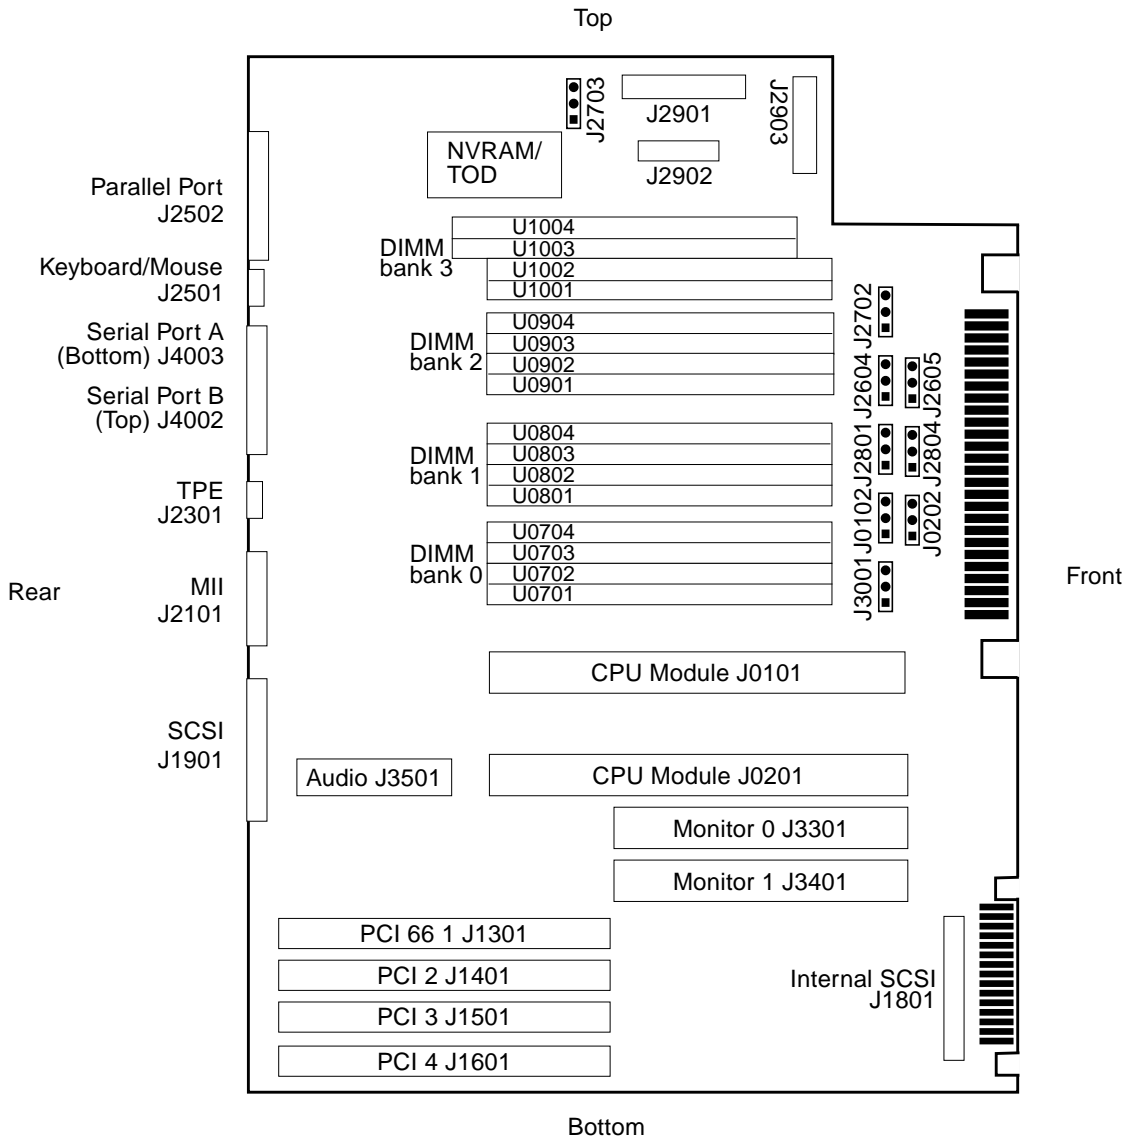 Top
J2703
J2901
J2903
NVRAM/
TOD
J2902
Parallel Port
J2502
U1004
U1003
DIMM
bank 3
U1002
U1001
Keyboard/Mouse
J2501
J2702
Serial Port A
(Bottom) J4003
U0904
U0903
U0902
U0901
DIMM
bank 2
J2604
J2605
Serial Port B
(Top) J4002
U0804
U0803
U0802
U0801
DIMM
bank 1
J2801
J2804
TPE
J2301
J0102
J0202
U0704
U0703
U0702
U0701
DIMM
bank 0
J3001
Rear
MII
J2101
Front
CPU Module J0101
SCSI
J1901
Audio J3501
CPU Module J0201
Monitor 0 J3301
Monitor 1 J3401
PCI 66 1 J1301
PCI 2 J1401
Internal SCSI
J1801
PCI 3 J1501
PCI 4 J1601
Bottom